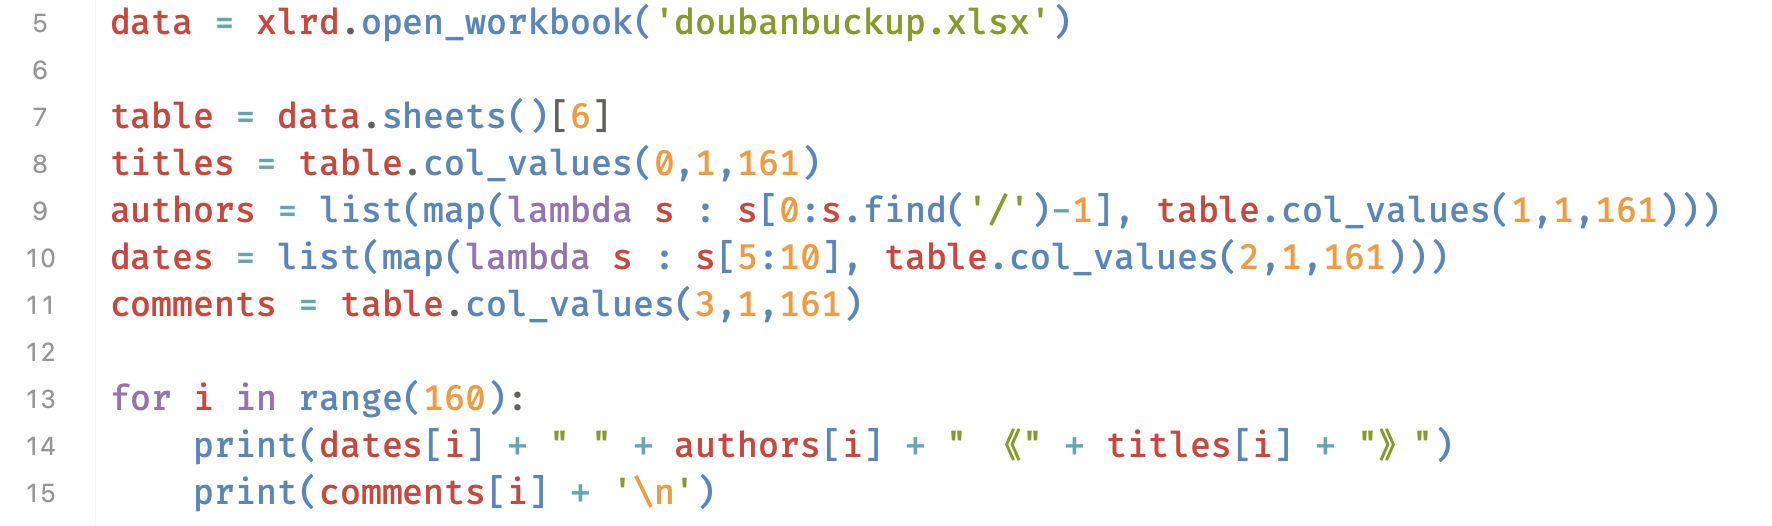 5 data = xlrd.open_workbook('doubanbuckup.xlsx')
6
7 table = data.sheets()[6]
8 titles = table.col_values(0,1,161)
9 authors = list(map(lambda s : s[0:s.find('/')-1], table.col_values(1,1,161)))
10 dates = list(map(lambda s : s[5:10], table.col_values(2,1,161)))
11 comments = table.col_values(3,1,161)
12
13 for i in range(160):
14     print(dates[i] + " " + authors[i] + " 《" + titles[i] + "》")
15     print(comments[i] + '\n')